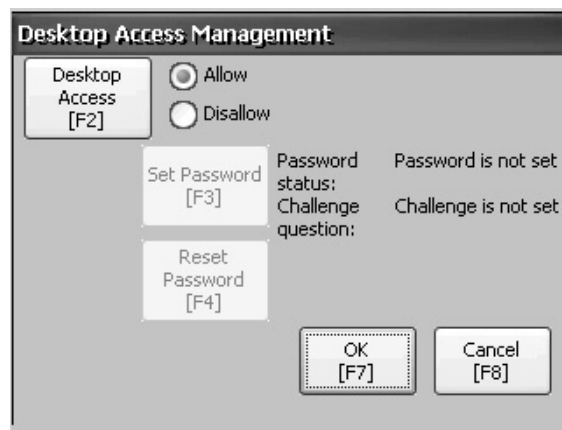 Desktop Access Management
Desktop
Access
[F2]
Allow
Disallow
Set Password
[F3]
Password
status:
Password is not set
Challenge
question:
Challenge is not set
Reset
Password
[F4]
OK
[F7]
Cancel
[F8]